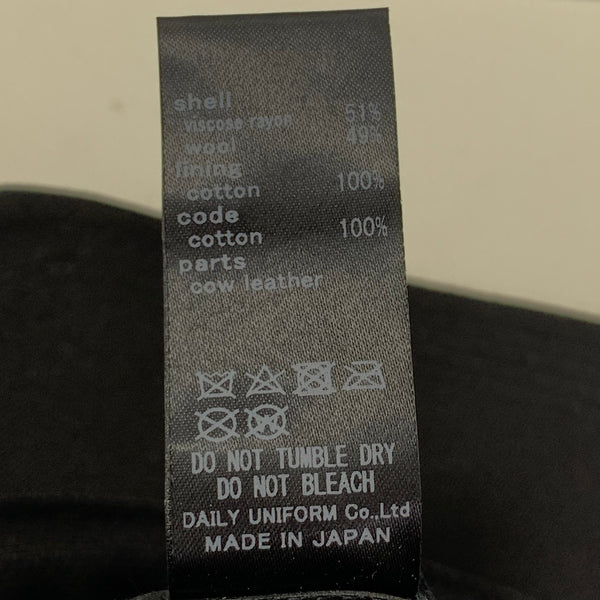 shell
viscose rayon 51%
wool 49%
lining
cotton 100%
code
cotton 100%
parts
cow leather
DO NOT TUMBLE DRY
DO NOT BLEACH
DAILY UNIFORM Co.,Ltd
MADE IN JAPAN